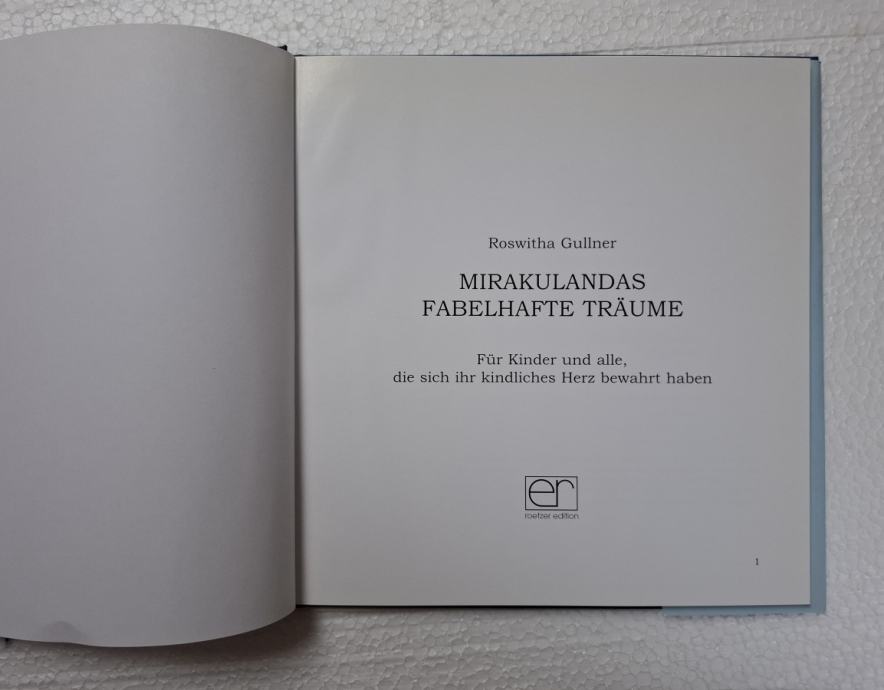 Roswitha Gullner
MIRAKULANDAS
FABELHAFTE TRÄUME
Für Kinder und alle,
die sich ihr kindliches Herz bewahrt haben
er
roetzer edition
1